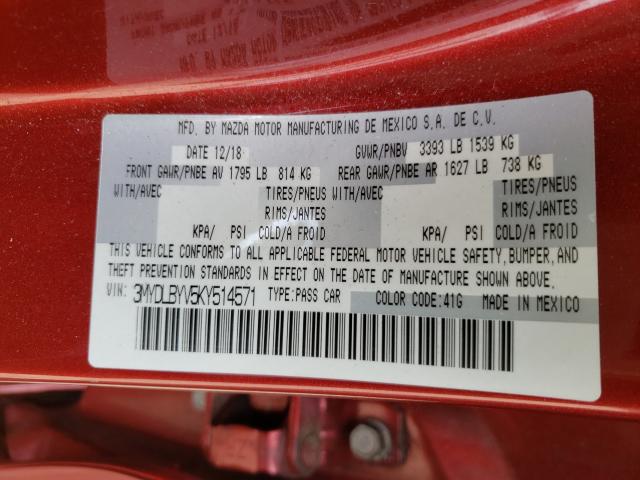 MFD. BY MAZDA MOTOR MANUFACTURING DE MEXICO S.A. DE C.V.
DATE 12/18 GVWR/PNBV 3393 LB 1539 KG
FRONT GAWR/PNBE AV 1795 LB 814 KG REAR GAWR/PNBE AR 1627 LB 738 KG
WITH/AVEC TIRES/PNEUS WITH/AVEC TIRES/PNEUS
RIMS/JANTES RIMS/JANTES
KPA/ PSI COLD/A FROID KPA/ PSI COLD/A FROID
THIS VEHICLE CONFORMS TO ALL APPLICABLE FEDERAL MOTOR VEHICLE SAFETY, BUMPER, AND
THEFT PREVENTION STANDARDS IN EFFECT ON THE DATE OF MANUFACTURE SHOWN ABOVE.
VIN: 3MYDLBYV5KY514571 TYPE:PASS CAR COLOR CODE:41G MADE IN MEXICO